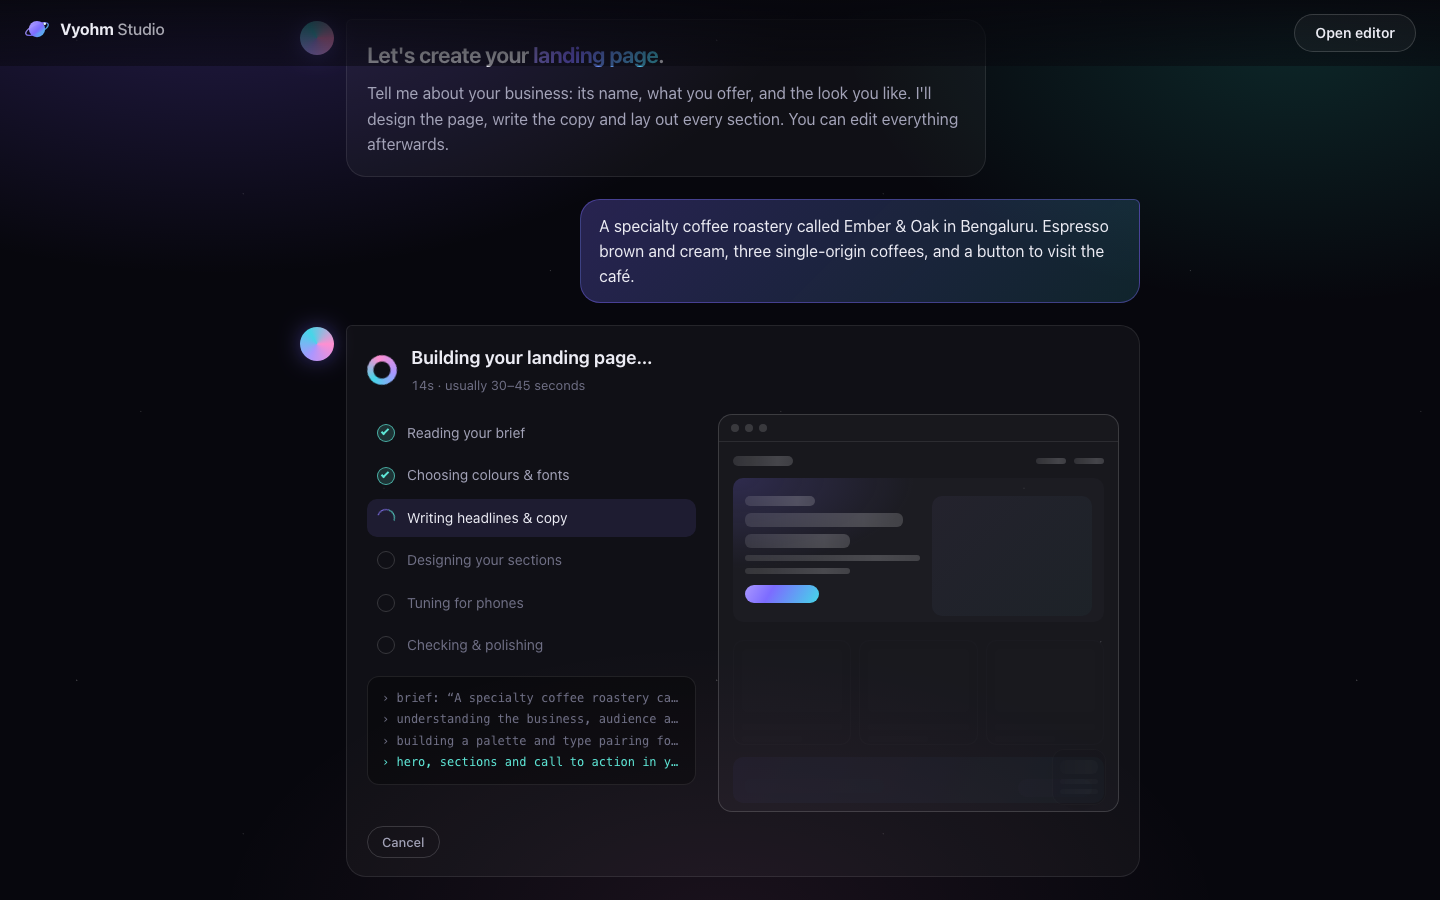 Vyohm Studio
Open editor
Let's create your landing page.
Tell me about your business: its name, what you offer, and the look you like. I'll
design the page, write the copy and lay out every section. You can edit everything
afterwards.
A specialty coffee roastery called Ember & Oak in Bengaluru. Espresso
brown and cream, three single-origin coffees, and a button to visit the
café.
Building your landing page...
14s · usually 30–45 seconds
Reading your brief
Choosing colours & fonts
Writing headlines & copy
Designing your sections
Tuning for phones
Checking & polishing
› brief: “A specialty coffee roastery ca…
› understanding the business, audience a…
› building a palette and type pairing fo…
› hero, sections and call to action in y…
Cancel